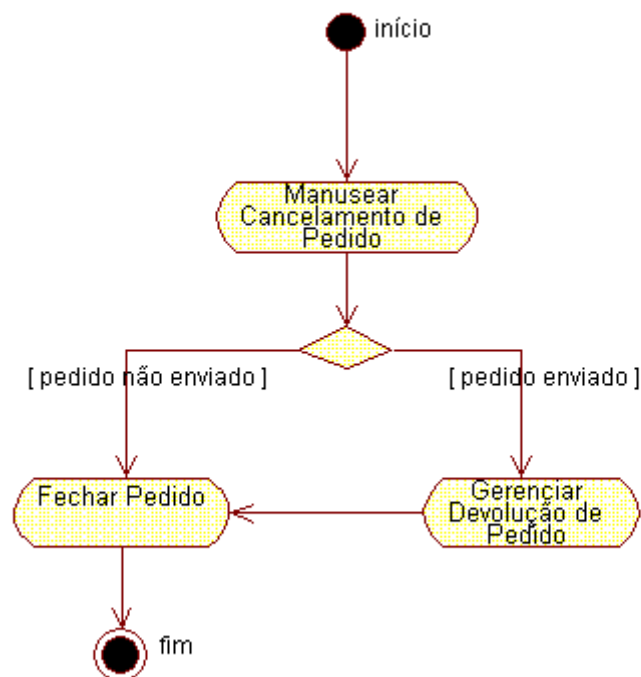 início
Manusear
Cancelamento de
Pedido
[ pedido não enviado ]
[ pedido enviado ]
Fechar Pedido
Gerenciar
Devolução de
Pedido
fim